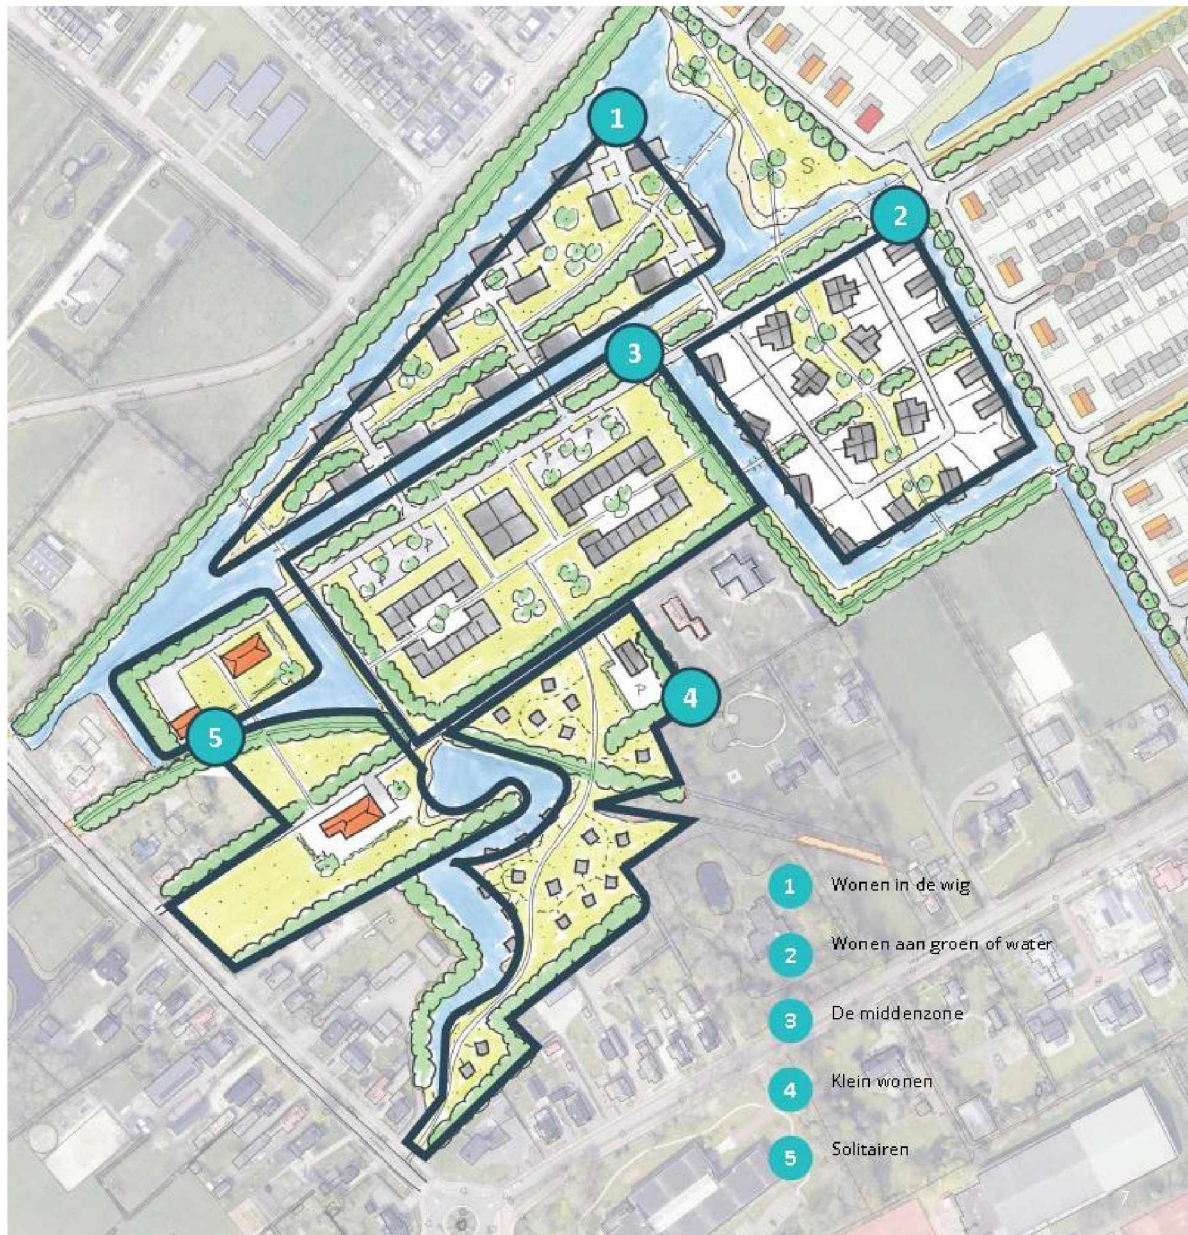 1
S
2
3
P
P
P
4
5
1 Wonen in de wig
2 Wonen aan groen of water
3 De middenzone
4 Klein wonen
5 Solitairen
7